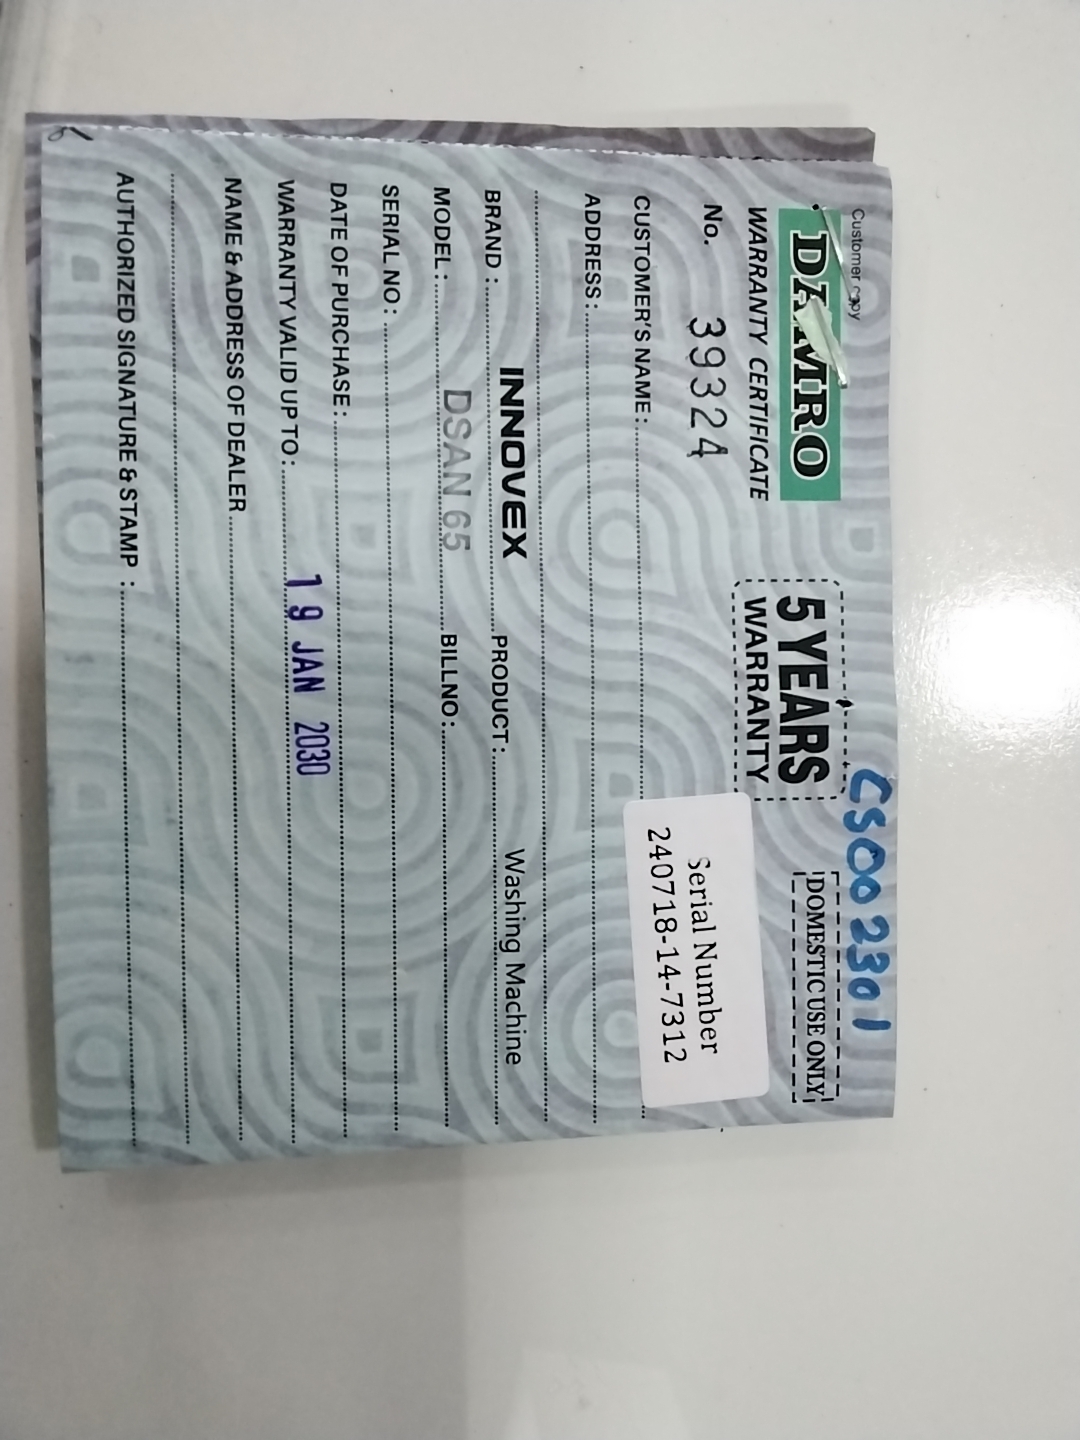 Customer copy
DAMRO
WARRANTY CERTIFICATE
5 YEARS
WARRANTY
CS002301
DOMESTIC USE ONLY
No. 39324
Serial Number
240718-14-7312
CUSTOMER'S NAME :
ADDRESS :
BRAND : INNOVEX PRODUCT : Washing Machine
MODEL : DSAN 65 BILL NO :
SERIAL NO :
DATE OF PURCHASE :
WARRANTY VALID UP TO : 19 JAN 2030
NAME & ADDRESS OF DEALER
AUTHORIZED SIGNATURE & STAMP :